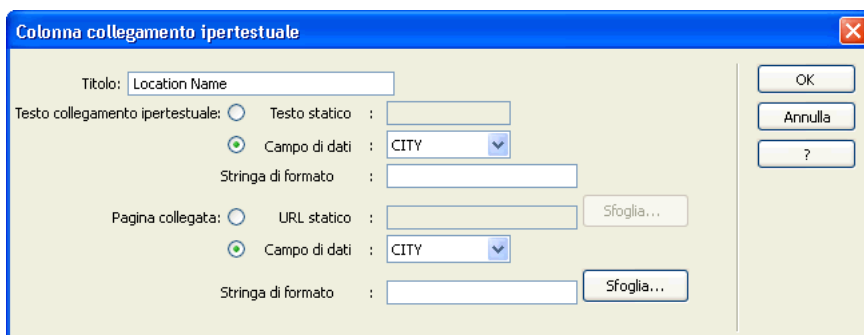 Colonna collegamento ipertestuale
Titolo: Location Name
OK
Testo collegamento ipertestuale: Testo statico :
Annulla
Campo di dati : CITY
?
Stringa di formato :
Pagina collegata: URL statico : Sfoglia...
Campo di dati : CITY
Stringa di formato : Sfoglia...